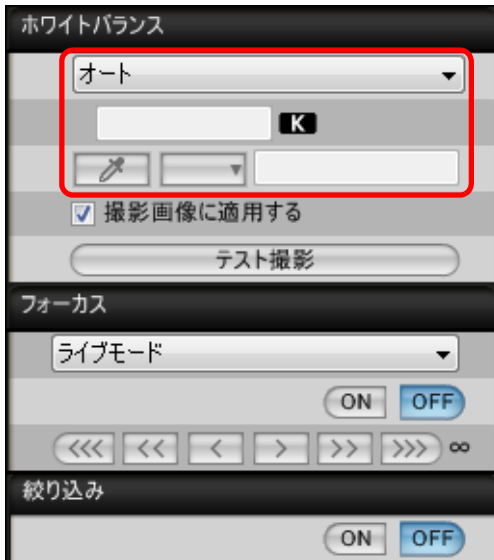 ホワイトバランス
オート
K
撮影画像に適用する
テスト撮影
フォーカス
ライブモード
ON OFF
<<< << < > >> >>> ∞
絞り込み
ON OFF